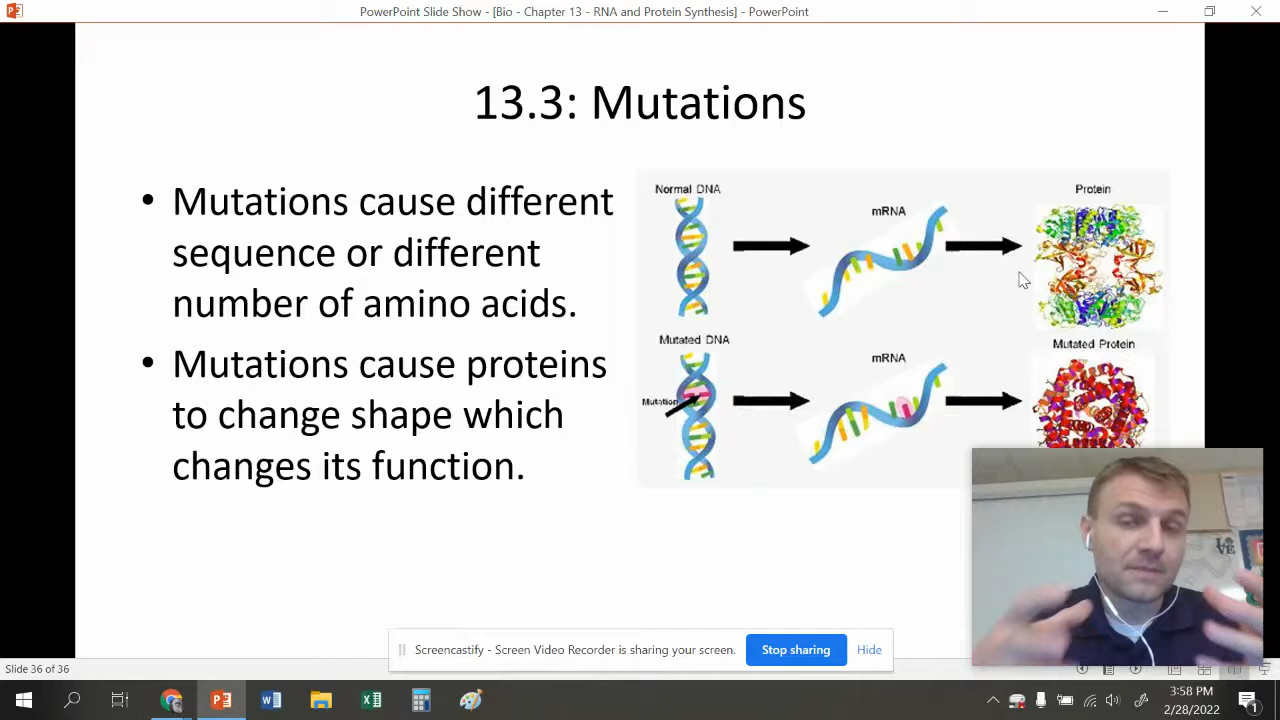 PowerPoint Slide Show - [Bio - Chapter 13 - RNA and Protein Synthesis] - PowerPoint
13.3: Mutations
• Mutations cause different
sequence or different
number of amino acids.
• Mutations cause proteins
to change shape which
changes its function.
Normal DNA
mRNA
Protein
Mutated DNA
mRNA
Mutated Protein
Mutation
Screencastify - Screen Video Recorder is sharing your screen.
Stop sharing
Hide
Slide 36 of 36
3:58 PM
2/28/2022
1